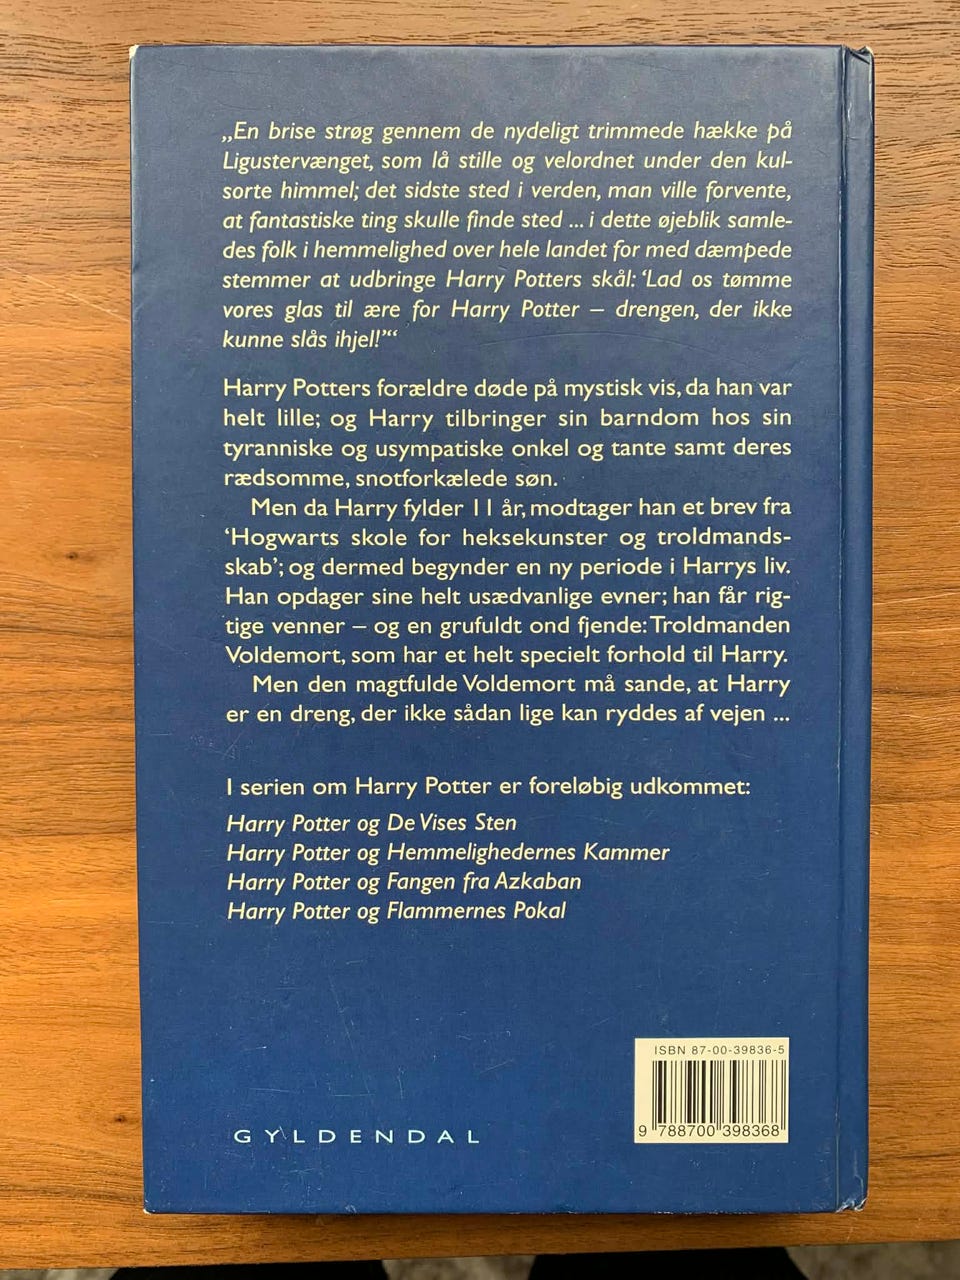 „En brise strøg gennem de nydeligt trimmede hække på
Ligustervænget, som lå stille og velordnet under den kul-
sorte himmel; det sidste sted i verden, man ville forvente,
at fantastiske ting skulle finde sted ... i dette øjeblik samle-
des folk i hemmelighed over hele landet for med dæmpede
stemmer at udbringe Harry Potters skål: ‘Lad os tømme
vores glas til ære for Harry Potter – drengen, der ikke
kunne slås ihjel!’“
Harry Potters forældre døde på mystisk vis, da han var
helt lille; og Harry tilbringer sin barndom hos sin
tyranniske og usympatiske onkel og tante samt deres
rædsomme, snotforkælede søn.
Men da Harry fylder 11 år, modtager han et brev fra
‘Hogwarts skole for heksekunster og troldmands-
skab’; og dermed begynder en ny periode i Harrys liv.
Han opdager sine helt usædvanlige evner; han får rig-
tige venner – og en grufuldt ond fjende: Troldmanden
Voldemort, som har et helt specielt forhold til Harry.
Men den magtfulde Voldemort må sande, at Harry
er en dreng, der ikke sådan lige kan ryddes af vejen ...
I serien om Harry Potter er foreløbig udkommet:
Harry Potter og De Vises Sten
Harry Potter og Hemmelighedernes Kammer
Harry Potter og Fangen fra Azkaban
Harry Potter og Flammernes Pokal
ISBN 87-00-39836-5
9 788700 398368
GYLDENDAL